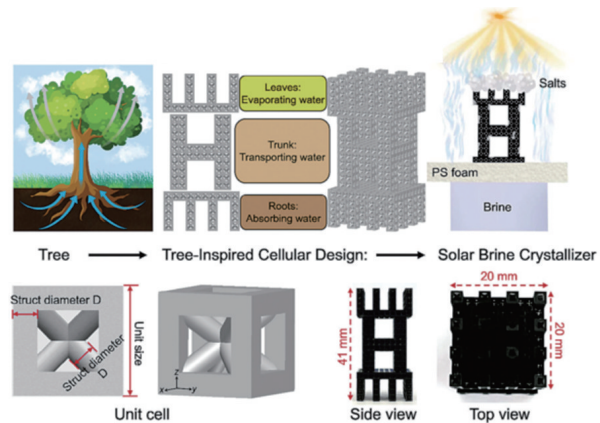 Leaves:
Evaporating water
Trunk:
Transporting water
Roots:
Absorbing water
Salts
PS foam
Brine
Tree
Tree-Inspired Cellular Design:
Solar Brine Crystallizer
Struct diameter D
Struct diameter
D
Unit size
z
x
y
Unit cell
41 mm
Side view
20 mm
20 mm
Top view